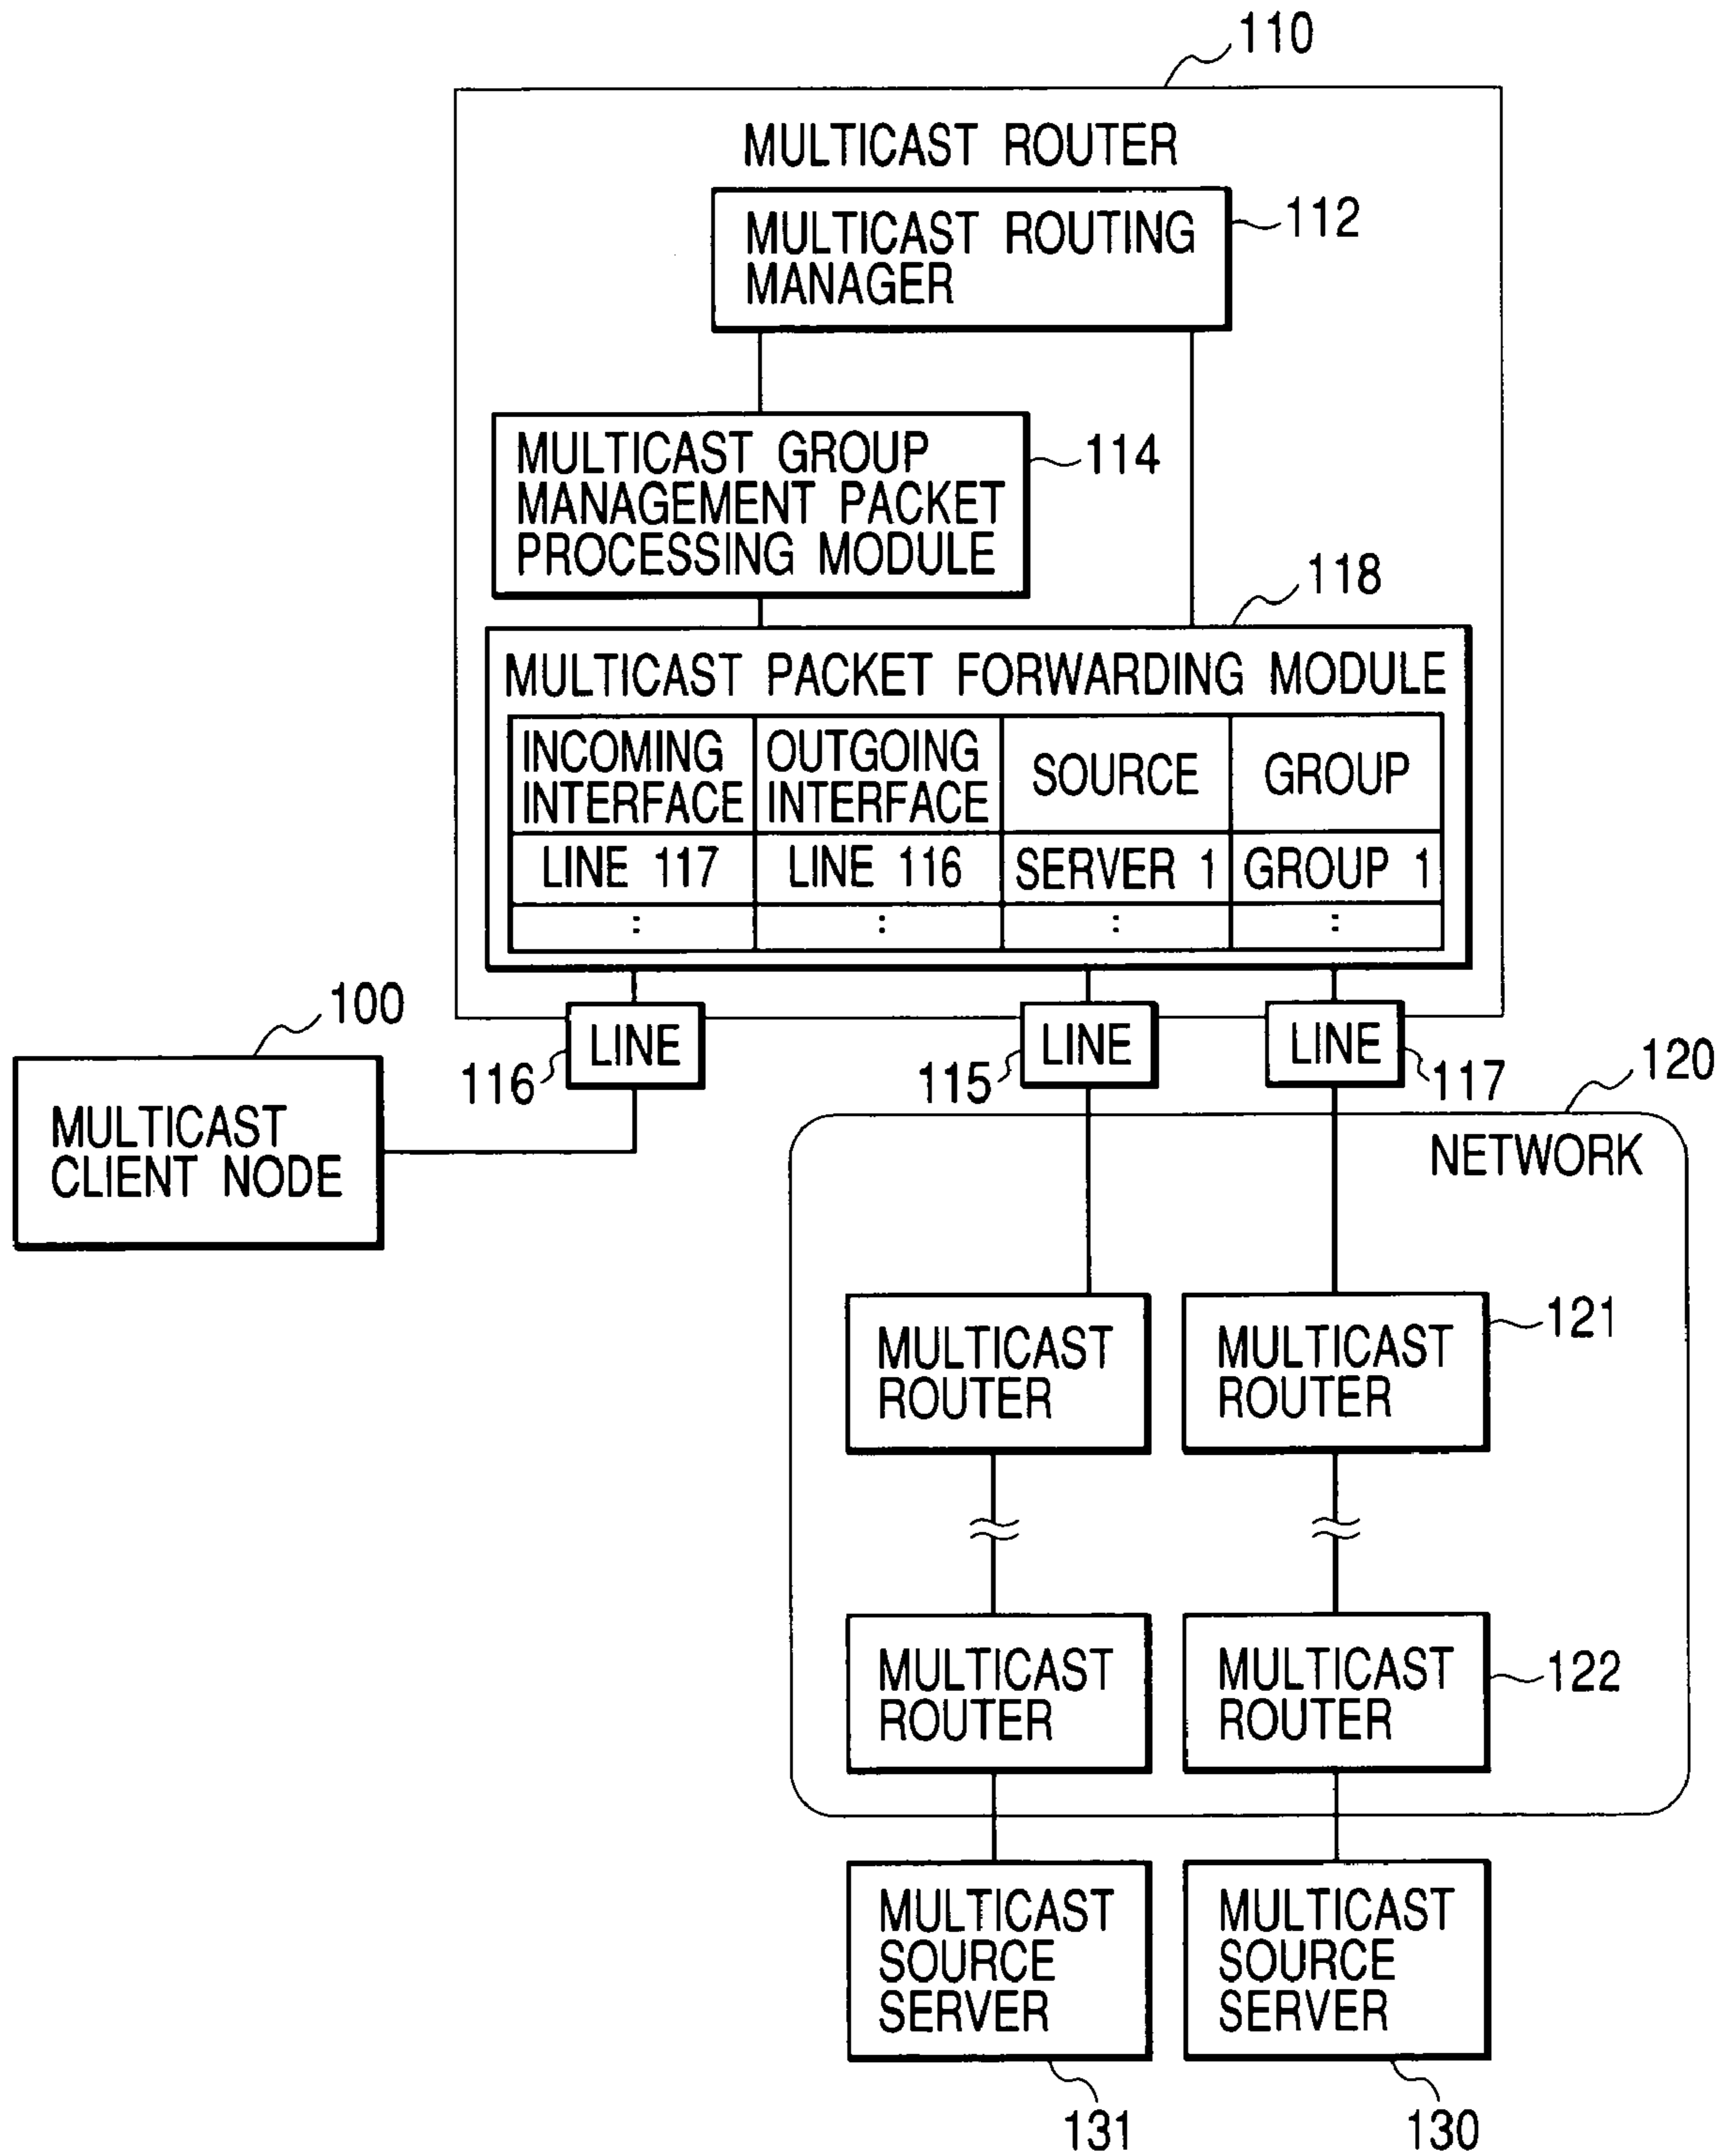 110
MULTICAST ROUTER
MULTICAST ROUTING
MANAGER
112
MULTICAST GROUP
MANAGEMENT PACKET
PROCESSING MODULE
114
118
MULTICAST PACKET FORWARDING MODULE
INCOMING
INTERFACE
OUTGOING
INTERFACE
SOURCE
GROUP
LINE 117
LINE 116
SERVER 1
GROUP 1
:
:
:
:
100
MULTICAST
CLIENT NODE
LINE
116
LINE
115
LINE
117
120
NETWORK
MULTICAST
ROUTER
MULTICAST
ROUTER
121
MULTICAST
ROUTER
MULTICAST
ROUTER
122
MULTICAST
SOURCE
SERVER
MULTICAST
SOURCE
SERVER
131
130